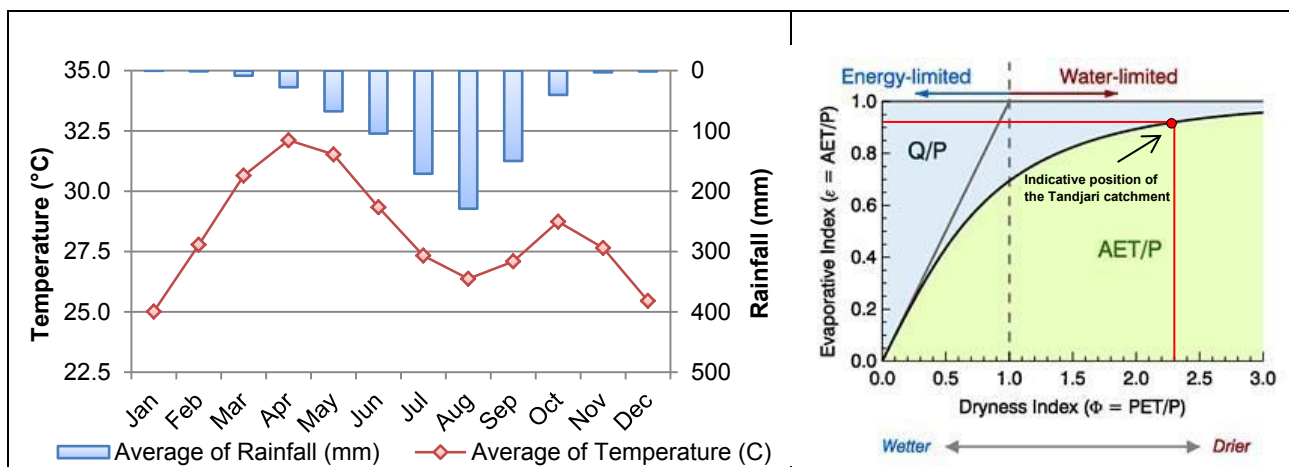 35.0
32.5
30.0
27.5
25.0
22.5
Temperature (°C)
0
100
200
300
400
500
Rainfall (mm)
Jan Feb Mar Apr May Jun Jul Aug Sep Oct Nov Dec
Average of Rainfall (mm) Average of Temperature (C)
Energy-limited Water-limited
1.0
0.8
0.6
0.4
0.2
0.0
Evaporative Index (ε = AET/P)
Q/P
Indicative position of
the Tandjari catchment
AET/P
0.0 0.5 1.0 1.5 2.0 2.5 3.0
Dryness Index (Φ = PET/P)
Wetter Drier